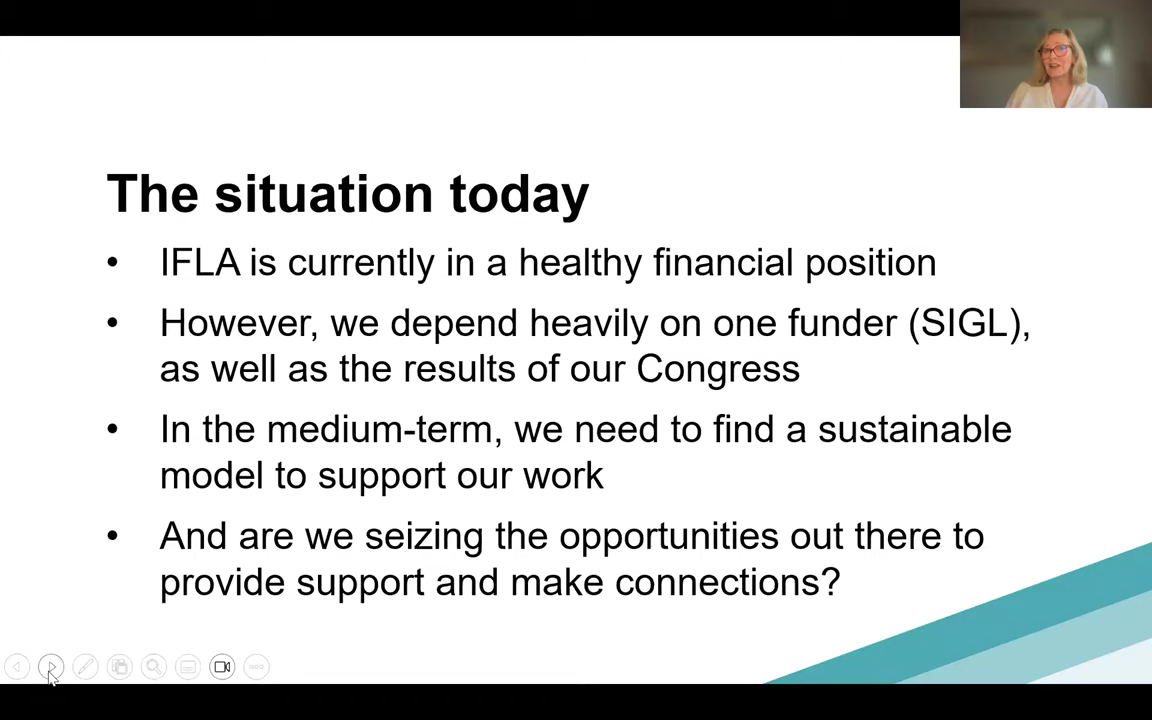 The situation today
• IFLA is currently in a healthy financial position
• However, we depend heavily on one funder (SIGL),
as well as the results of our Congress
• In the medium-term, we need to find a sustainable
model to support our work
• And are we seizing the opportunities out there to
provide support and make connections?